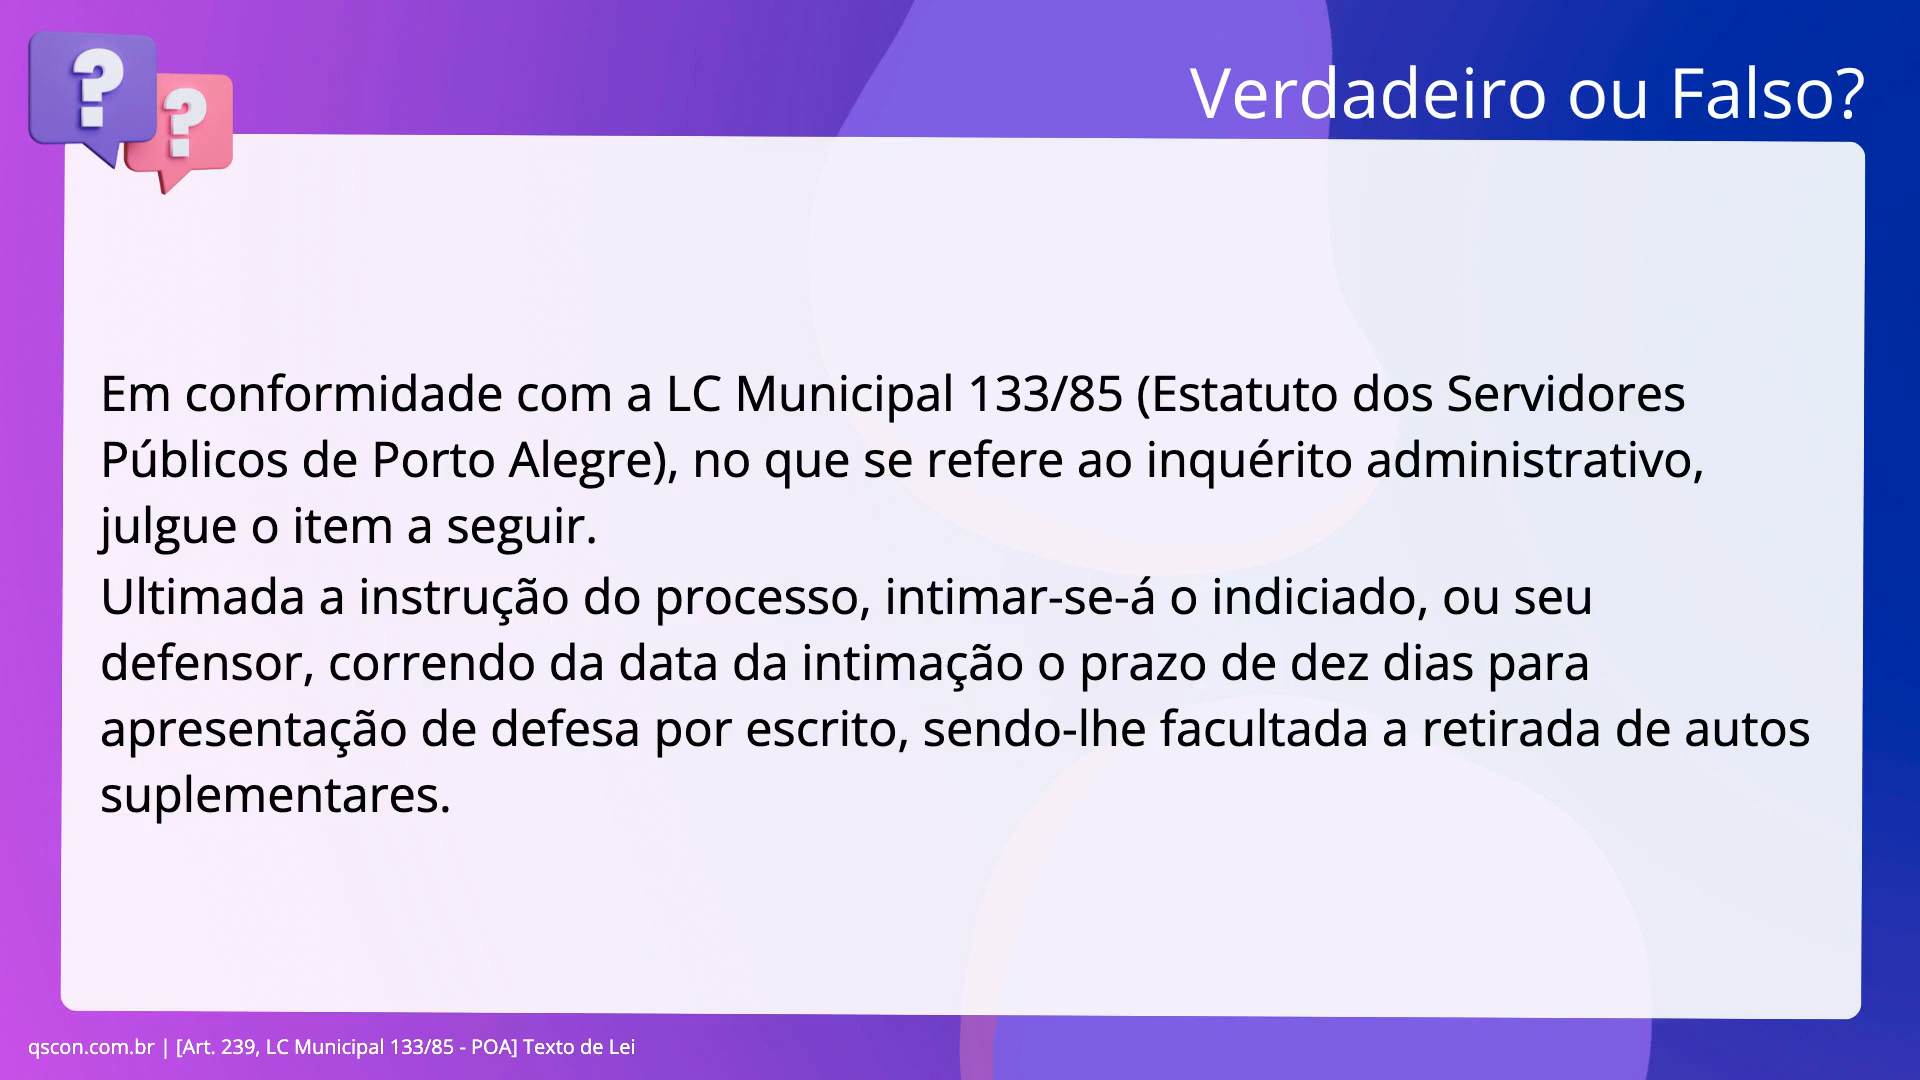 Verdadeiro ou Falso?
Em conformidade com a LC Municipal 133/85 (Estatuto dos Servidores
Públicos de Porto Alegre), no que se refere ao inquérito administrativo,
julgue o item a seguir.
Ultimada a instrução do processo, intimar-se-á o indiciado, ou seu
defensor, correndo da data da intimação o prazo de dez dias para
apresentação de defesa por escrito, sendo-lhe facultada a retirada de autos
suplementares.
qscon.com.br | [Art. 239, LC Municipal 133/85 - POA] Texto de Lei